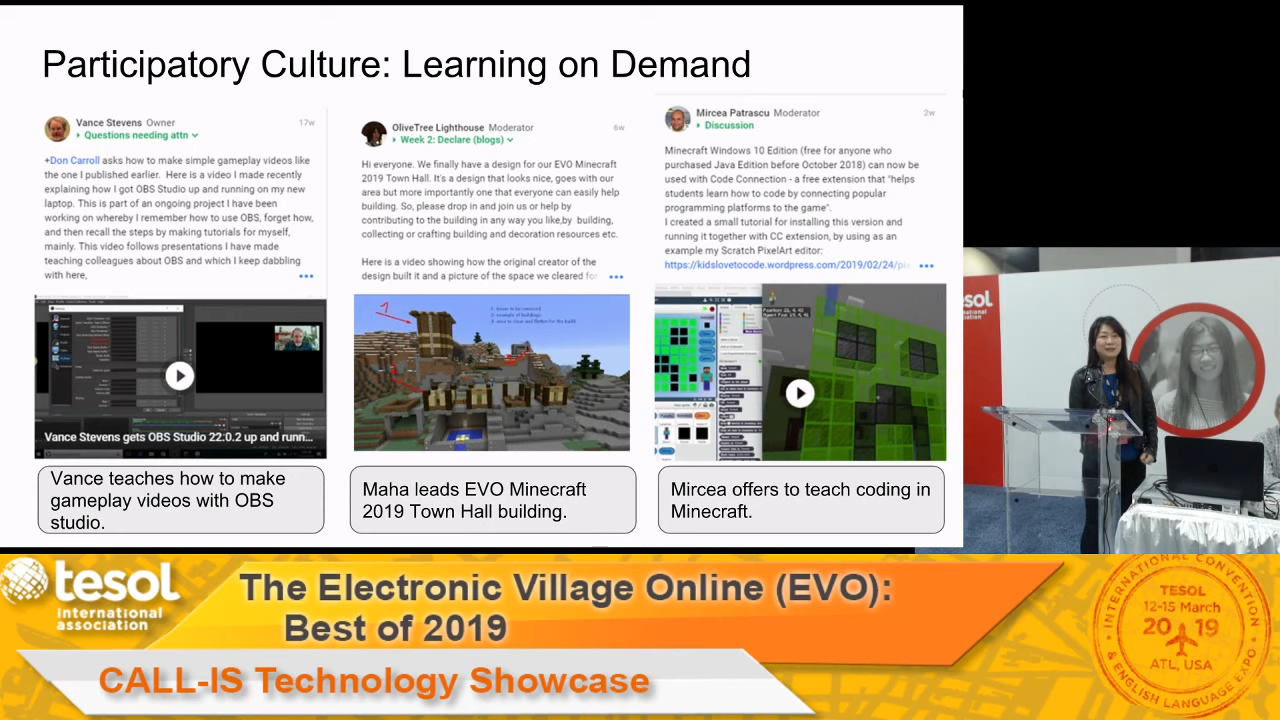 Participatory Culture: Learning on Demand
Vance Stevens Owner 17w
Questions needing attn
+Don Carroll asks how to make simple gameplay videos like
the one I published earlier. Here is a video I made recently
explaining how I got OBS Studio up and running on my new
laptop. This is part of an ongoing project I have been
working on whereby I remember how to use OBS, forget how,
and then recall the steps by making tutorials for myself,
mainly. This video follows presentations I have made
teaching colleagues about OBS and which I keep dabbling
with here,
Vance Stevens gets OBS Studio 22.0.2 up and runn...
Vance teaches how to make
gameplay videos with OBS
studio.
OliveTree Lighthouse Moderator 6w
Week 2: Declare (blogs)
Hi everyone. We finally have a design for our EVO Minecraft
2019 Town Hall. It's a design that looks nice, goes with our
area but more importantly one that everyone can easily help
building. So, please drop in and join us or help by
contributing to the building in any way you like,by building,
collecting or crafting building and decoration resources etc.
Here is a video showing how the original creator of the
design built it and a picture of the space we cleared for
Maha leads EVO Minecraft
2019 Town Hall building.
Mircea Patrascu Moderator 2w
Discussion
Minecraft Windows 10 Edition (free for anyone who
purchased Java Edition before October 2018) can now be
used with Code Connection - a free extension that "helps
students learn how to code by connecting popular
programming platforms to the game".
I created a small tutorial for installing this version and
running it together with CC extension, by using as an
example my Scratch PixelArt editor:
https://kidslovetocode.wordpress.com/2019/02/24/pix
Mircea offers to teach coding in
Minecraft.
tesol
tesol
international
association
The Electronic Village Online (EVO):
Best of 2019
CALL-IS Technology Showcase
INTERNATIONAL CONVENTION
TESOL
12-15 March
20 19
ATL, USA
& ENGLISH LANGUAGE EXPO